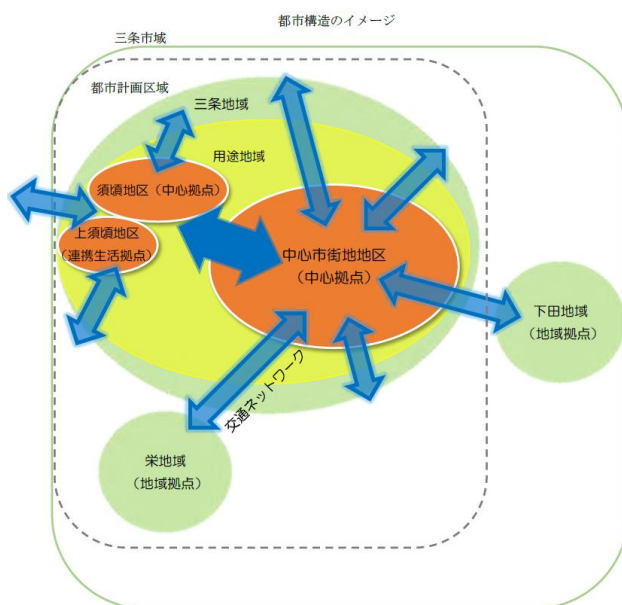 都市構造のイメージ
三条市域
都市計画区域
三条地域
用途地域
須頃地区（中心拠点）
上須頃地区
（連携生活拠点）
中心市街地地区
（中心拠点）
下田地域
（地域拠点）
交通ネットワーク
栄地域
（地域拠点）